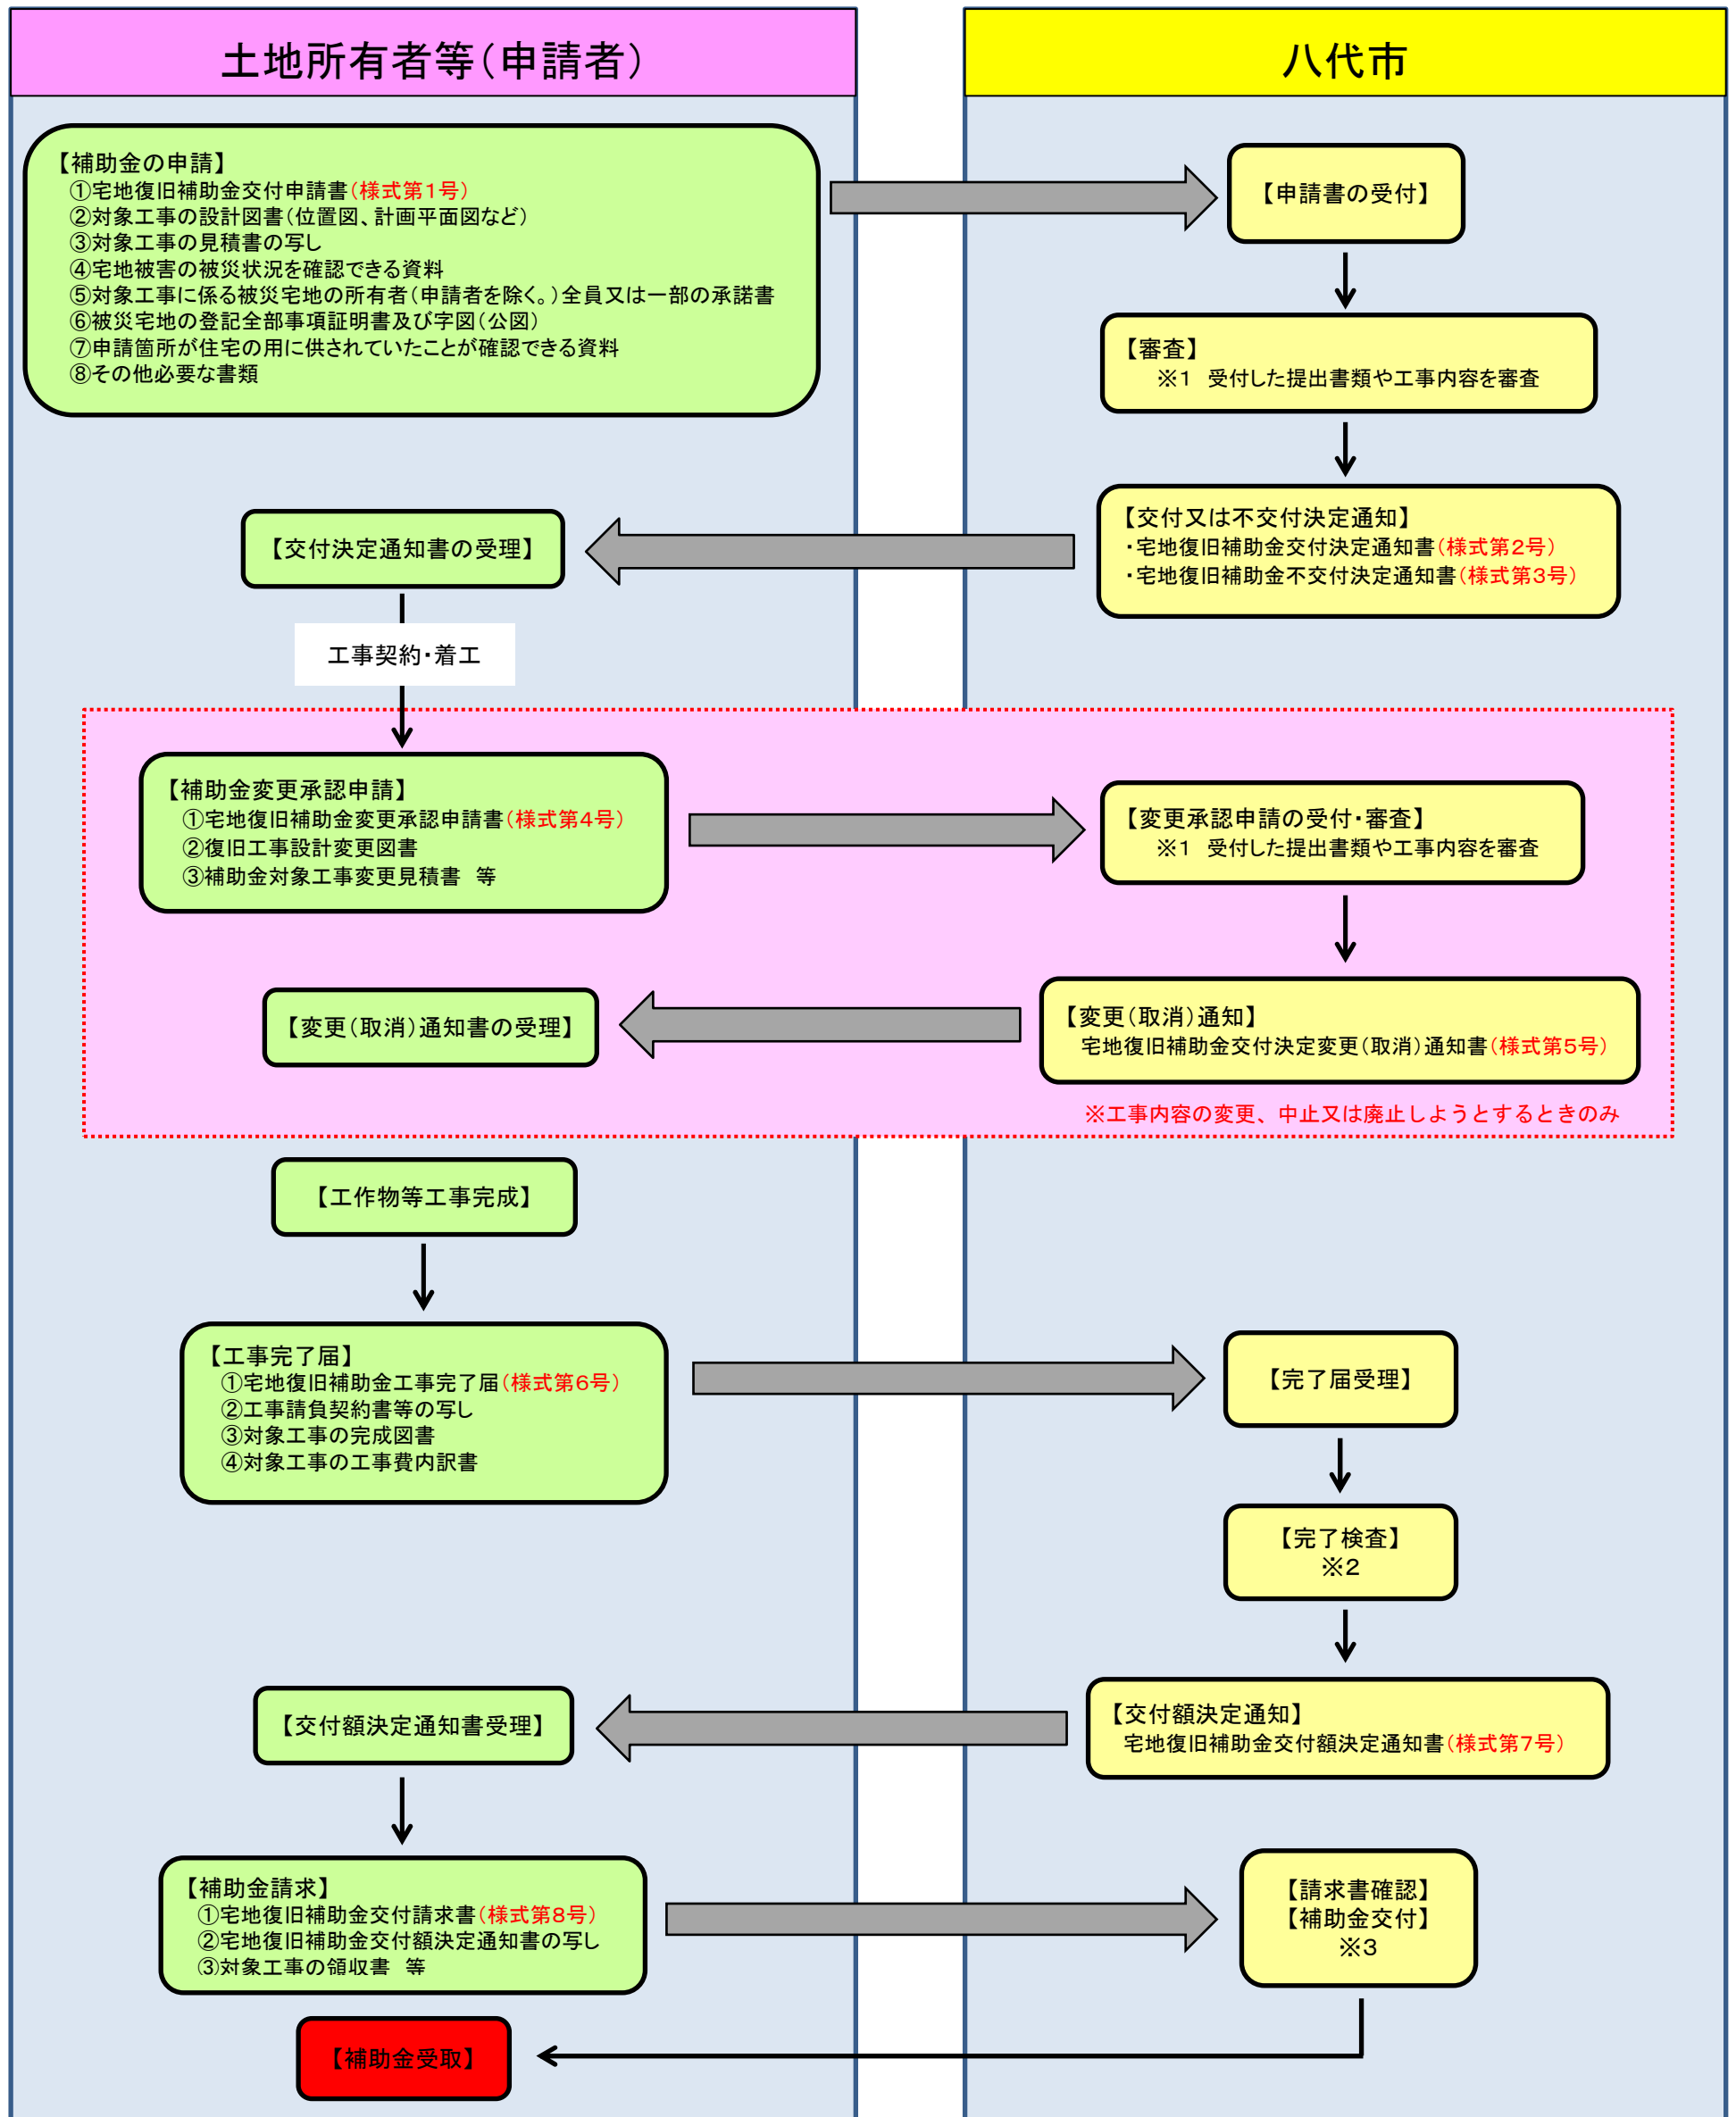 土地所有者等(申請者)
八代市
【補助金の申請】
①宅地復旧補助金交付申請書(様式第1号)
②対象工事の設計図書(位置図、計画平面図など)
③対象工事の見積書の写し
④宅地被害の被災状況を確認できる資料
⑤対象工事に係る被災宅地の所有者(申請者を除く。)全員又は一部の承諾書
⑥被災宅地の登記全部事項証明書及び字図(公図)
⑦申請箇所が住宅の用に供されていたことが確認できる資料
⑧その他必要な書類
【申請書の受付】
【審査】
※1 受付した提出書類や工事内容を審査
【交付又は不交付決定通知】
・宅地復旧補助金交付決定通知書(様式第2号)
・宅地復旧補助金不交付決定通知書(様式第3号)
【交付決定通知書の受理】
工事契約・着工
【補助金変更承認申請】
①宅地復旧補助金変更承認申請書(様式第4号)
②復旧工事設計変更図書
③補助金対象工事変更見積書 等
【変更承認申請の受付・審査】
※1 受付した提出書類や工事内容を審査
【変更(取消)通知】
宅地復旧補助金交付決定変更(取消)通知書(様式第5号)
【変更(取消)通知書の受理】
※工事内容の変更、中止又は廃止しようとするときのみ
【工作物等工事完成】
【工事完了届】
①宅地復旧補助金工事完了届(様式第6号)
②工事請負契約書等の写し
③対象工事の完成図書
④対象工事の工事費内訳書
【完了届受理】
【完了検査】
※2
【交付額決定通知】
宅地復旧補助金交付額決定通知書(様式第7号)
【交付額決定通知書受理】
【補助金請求】
①宅地復旧補助金交付請求書(様式第8号)
②宅地復旧補助金交付額決定通知書の写し
③対象工事の領収書 等
【請求書確認】
【補助金交付】
※3
【補助金受取】